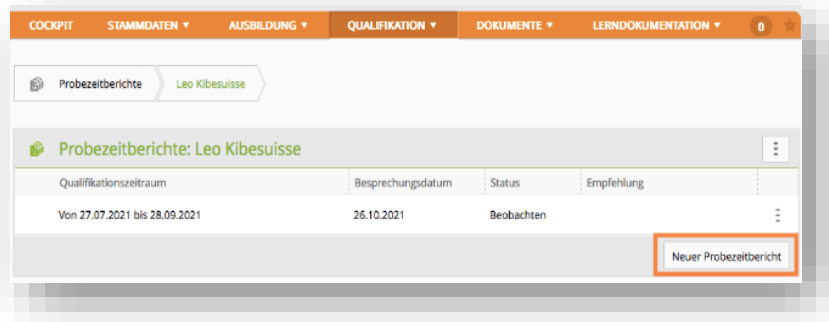 COCKPIT STAMMDATEN AUSBILDUNG QUALIFIKATION DOKUMENTE LERNDOKUMENTATION 0
Probezeitberichte Leo Kibesuisse
Probezeitberichte: Leo Kibesuisse
Qualifikationszeitraum Besprechungsdatum Status Empfehlung
Von 27.07.2021 bis 28.09.2021 26.10.2021 Beobachten
Neuer Probezeitbericht